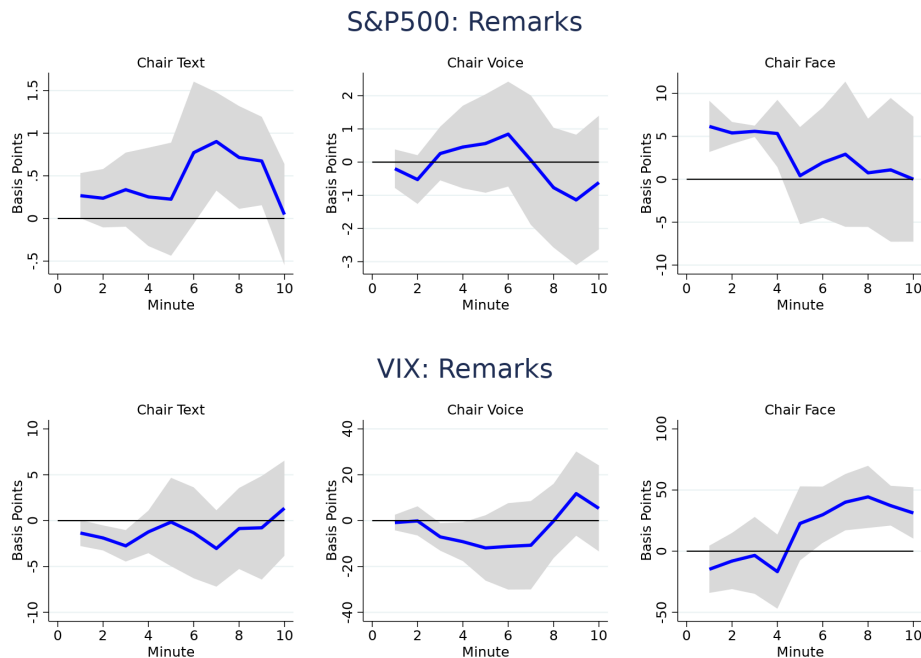 S&P500: Remarks
Chair Text
Basis Points
1.5
1
.5
0
-.5
0 2 4 6 8 10
Minute
Chair Voice
Basis Points
2
1
0
-1
-2
-3
0 2 4 6 8 10
Minute
Chair Face
Basis Points
10
5
0
-5
-10
0 2 4 6 8 10
Minute
VIX: Remarks
Chair Text
Basis Points
10
5
0
-5
-10
0 2 4 6 8 10
Minute
Chair Voice
Basis Points
40
20
0
-20
-40
0 2 4 6 8 10
Minute
Chair Face
Basis Points
100
50
0
-50
0 2 4 6 8 10
Minute